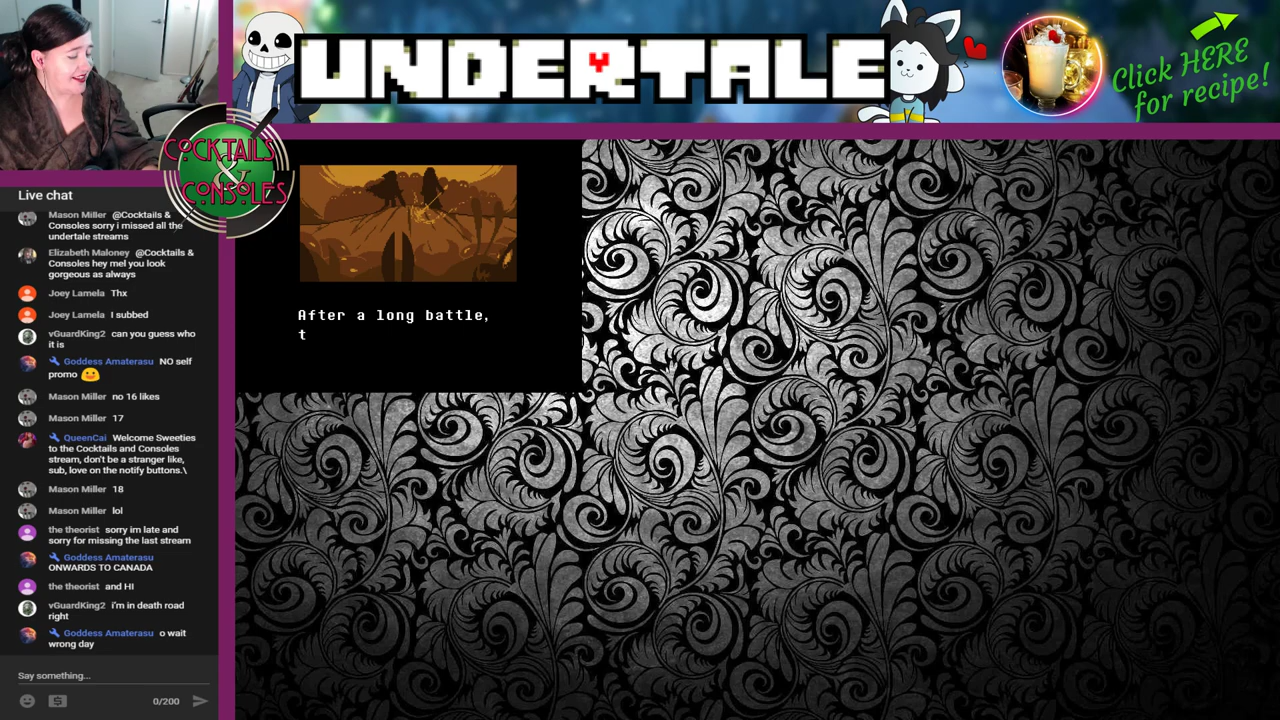 UNDERTALE
Click HERE
for recipe!
COCKTAILS
&
CONSOLES
Live chat
Mason Miller @Cocktails &
Consoles sorry i missed all the
undertale streams
Elizabeth Maloney @Cocktails &
Consoles hey mel you look
gorgeous as always
Joey Lamela Thx
Joey Lamela I subbed
vGuardKing2 can you guess who
it is
Goddess Amaterasu NO self
promo
Mason Miller no 16 likes
Mason Miller 17
QueenCai Welcome Sweeties
to the Cocktails and Consoles
stream, don't be a stranger like,
sub, love on the notify buttons.\
Mason Miller 18
Mason Miller lol
the theorist sorry im late and
sorry for missing the last stream
Goddess Amaterasu
ONWARDS TO CANADA
the theorist and HI
vGuardKing2 i'm in death road
right
Goddess Amaterasu o wait
wrong day
Say something...
0/200
After a long battle,
t